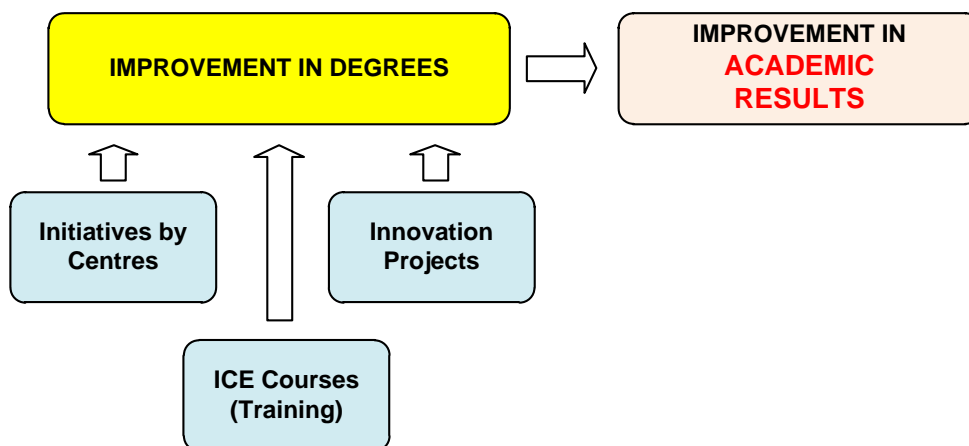 IMPROVEMENT IN DEGREES
IMPROVEMENT IN
ACADEMIC
RESULTS
Initiatives by
Centres
Innovation
Projects
ICE Courses
(Training)